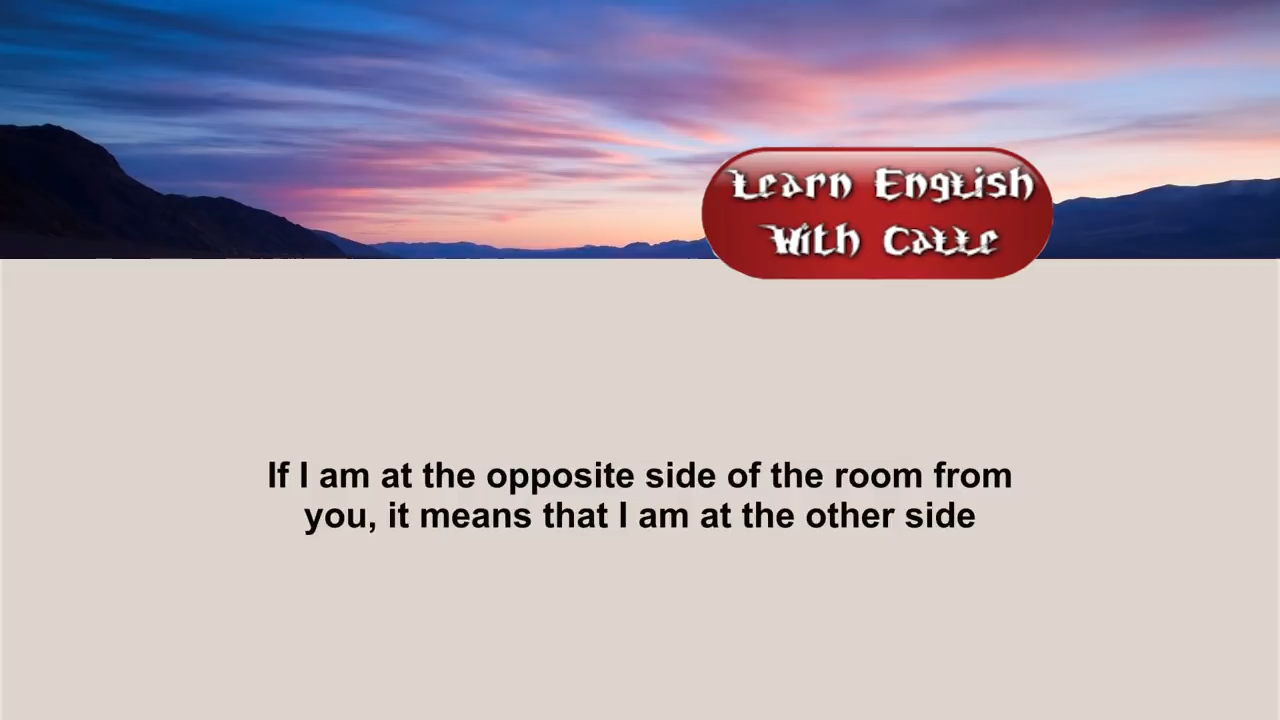 Learn English
With Calle
If I am at the opposite side of the room from
you, it means that I am at the other side